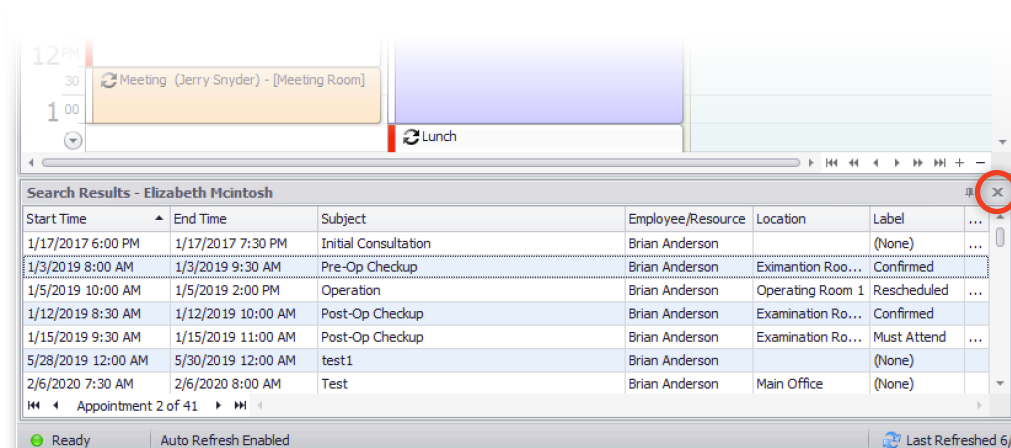 12 PM
30 Meeting (Jerry Snyder) - [Meeting Room]
1 00
Lunch
Search Results - Elizabeth Mcintosh
Start Time End Time Subject Employee/Resource Location Label ...
1/17/2017 6:00 PM 1/17/2017 7:30 PM Initial Consultation Brian Anderson (None) ...
1/3/2019 8:00 AM 1/3/2019 9:30 AM Pre-Op Checkup Brian Anderson Eximantion Roo... Confirmed
1/5/2019 10:00 AM 1/5/2019 2:00 PM Operation Brian Anderson Operating Room 1 Rescheduled ...
1/12/2019 8:30 AM 1/12/2019 10:00 AM Post-Op Checkup Brian Anderson Examination Ro... Confirmed
1/15/2019 9:30 AM 1/15/2019 11:00 AM Post-Op Checkup Brian Anderson Examination Ro... Must Attend ...
5/28/2019 12:00 AM 5/30/2019 12:00 AM test1 Brian Anderson (None)
2/6/2020 7:30 AM 2/6/2020 8:00 AM Test Brian Anderson Main Office (None)
Appointment 2 of 41
Ready Auto Refresh Enabled Last Refreshed 6/